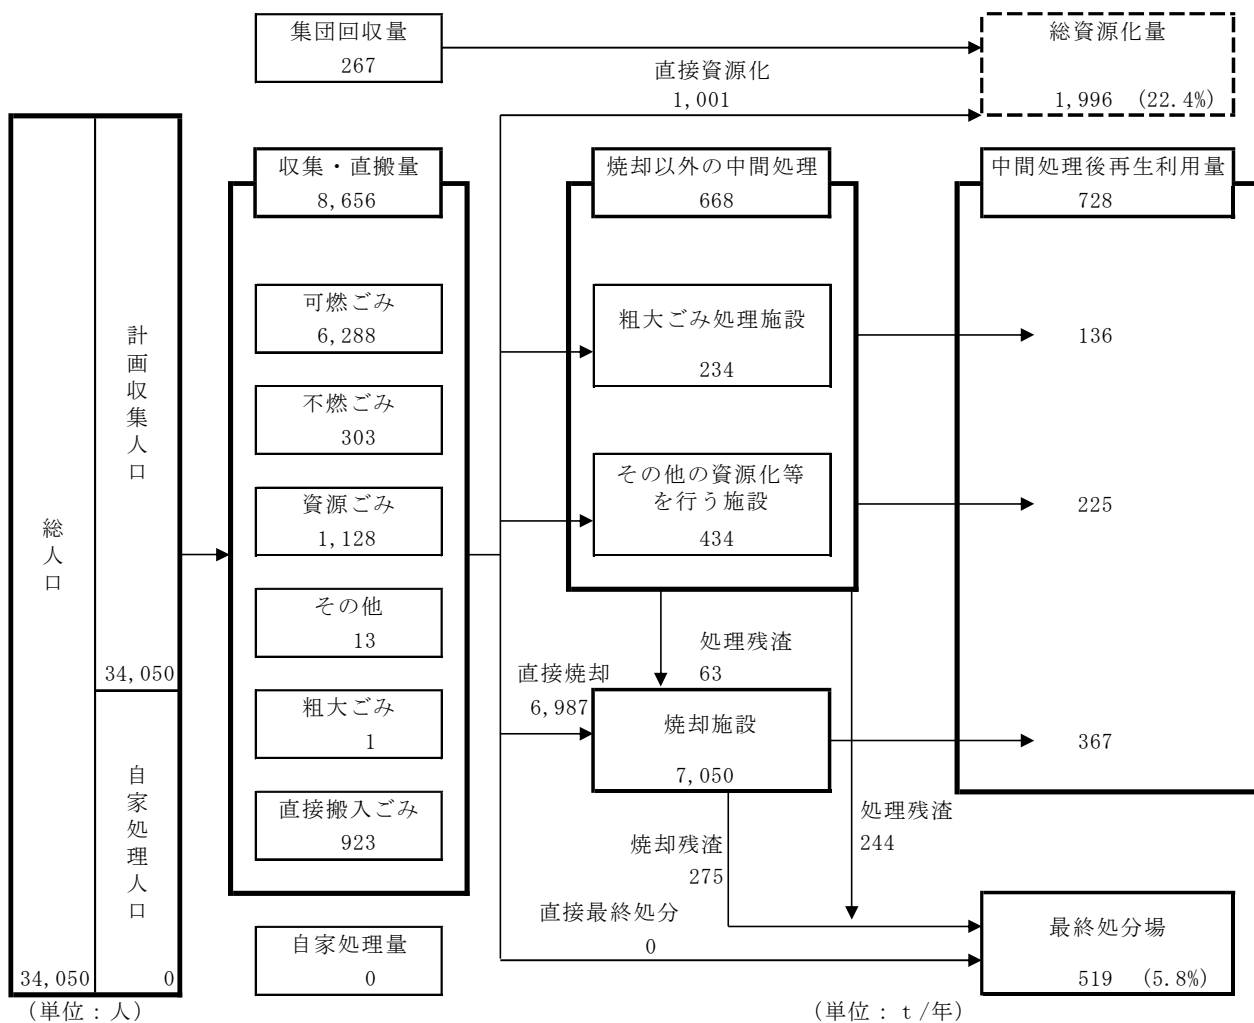 集団回収量
267
総資源化量
1,996 (22.4%)
直接資源化
1,001
収集・直搬量
8,656
焼却以外の中間処理
668
中間処理後再生利用量
728
可燃ごみ
6,288
不燃ごみ
303
資源ごみ
1,128
その他
13
粗大ごみ
1
直接搬入ごみ
923
自家処理量
0
粗大ごみ処理施設
234
その他の資源化等
を行う施設
434
136
225
367
処理残渣
63
直接焼却
6,987
焼却施設
7,050
処理残渣
244
焼却残渣
275
直接最終処分
0
最終処分場
519 (5.8%)
総人口
34,050
計画収集人口
34,050
自家処理人口
0
(単位:人)
(単位:t/年)